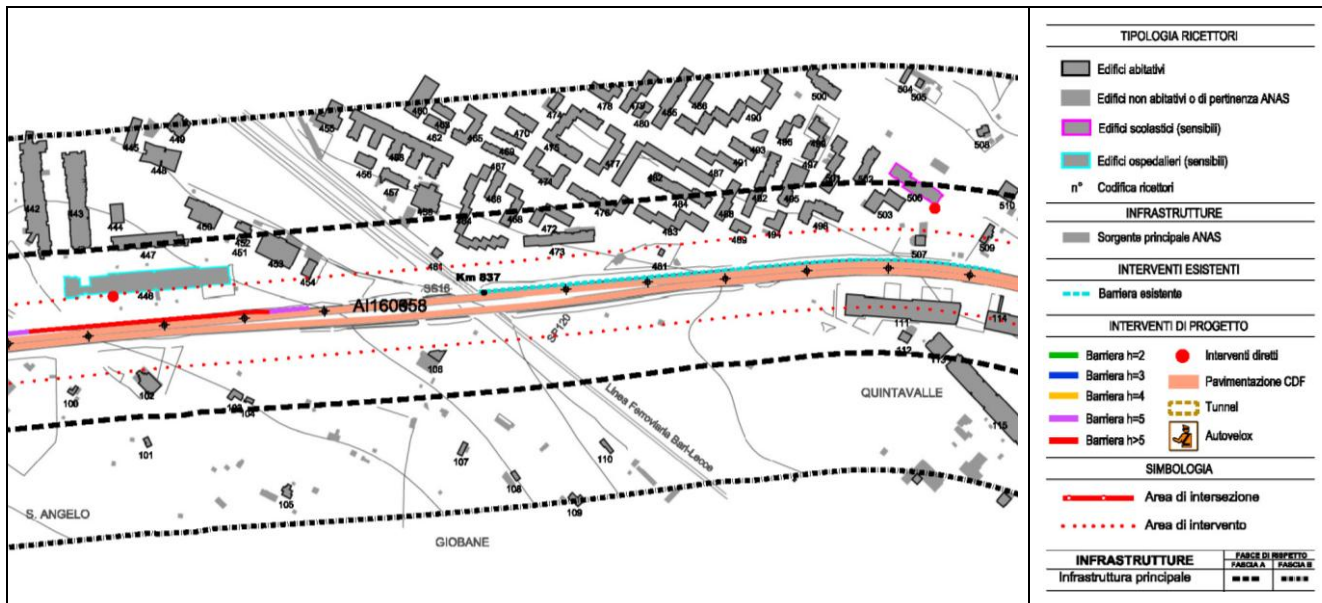 442
443
445
449
448
444
447
450
452
451
453
454
446
455
456
457
458
460
462
465
467
468
469
470
471
472
473
474
475
476
477
478
479
480
481
481
482
483
484
486
487
488
489
490
491
492
493
494
495
496
497
500
503
504
505
506
507
508
509
510
Km 837
SS16
AI160858
SP120
Linea Ferroviaria Bari-Lecce
100
101
102
103
104
105
106
107
108
109
110
111
112
113
114
115
QUINTAVALLE
S. ANGELO
GIOBANE
TIPOLOGIA RICETTORI
Edifici abitativi
Edifici non abitativi o di pertinenza ANAS
Edifici scolastici (sensibili)
Edifici ospedalieri (sensibili)
n° Codifica ricettori
INFRASTRUTTURE
Sorgente principale ANAS
INTERVENTI ESISTENTI
Barriera esistente
INTERVENTI DI PROGETTO
Barriera h=2
Interventi diretti
Barriera h=3
Pavimentazione CDF
Barriera h=4
Tunnel
Barriera h=5
Autovelox
Barriera h>5
SIMBOLOGIA
Area di intersezione
Area di intervento
INFRASTRUTTURE
FASCE DI RISPETTO
FASCIA A FASCIA B
Infrastruttura principale